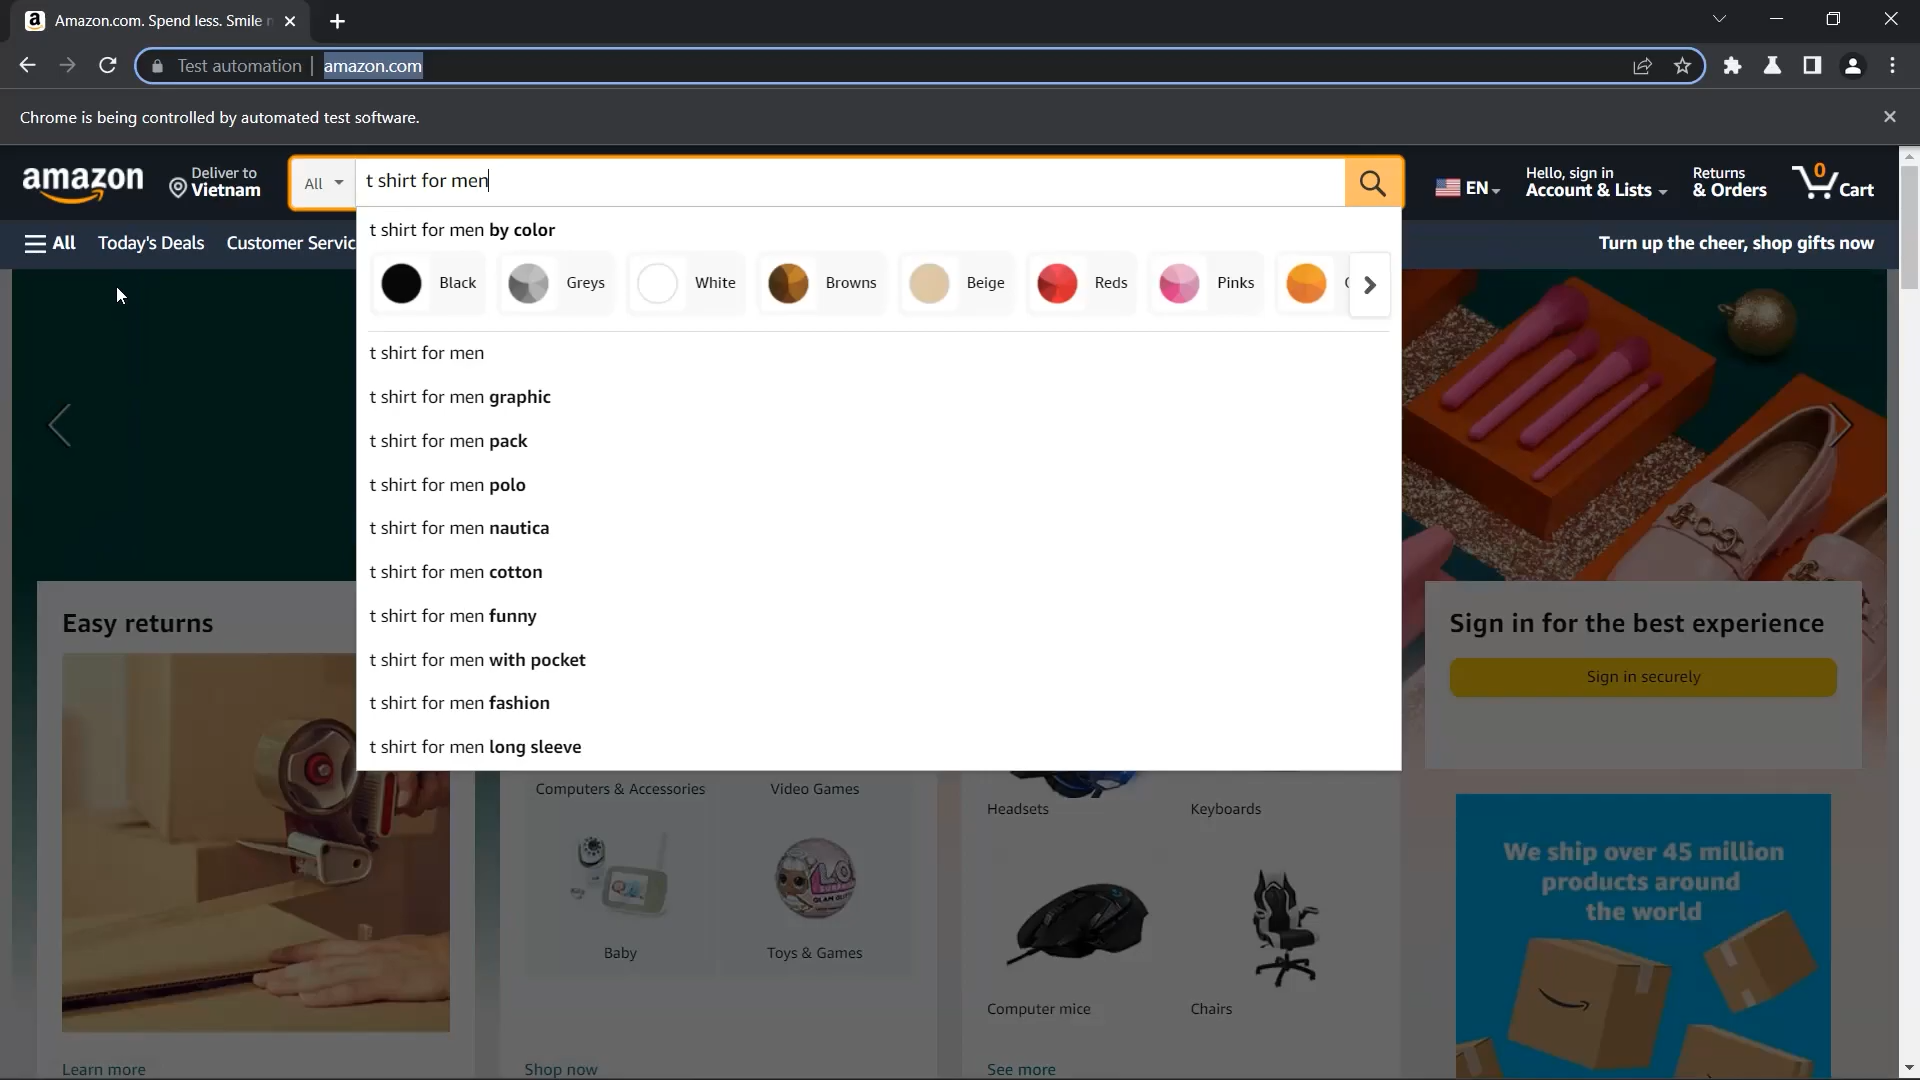 Amazon.com. Spend less. Smile
Test automation | amazon.com
Chrome is being controlled by automated test software.
amazon
Deliver to
Vietnam
All
t shirt for men
EN
Hello, sign in
Account & Lists
Returns
& Orders
0
Cart
All
Today's Deals
Customer Servic
Turn up the cheer, shop gifts now
t shirt for men by color
Black
Greys
White
Browns
Beige
Reds
Pinks
t shirt for men
t shirt for men graphic
t shirt for men pack
t shirt for men polo
t shirt for men nautica
t shirt for men cotton
t shirt for men funny
t shirt for men with pocket
t shirt for men fashion
t shirt for men long sleeve
Easy returns
Learn more
Computers & Accessories
Video Games
Baby
Toys & Games
Shop now
Headsets
Keyboards
Computer mice
Chairs
See more
Sign in for the best experience
Sign in securely
We ship over 45 million
products around
the world